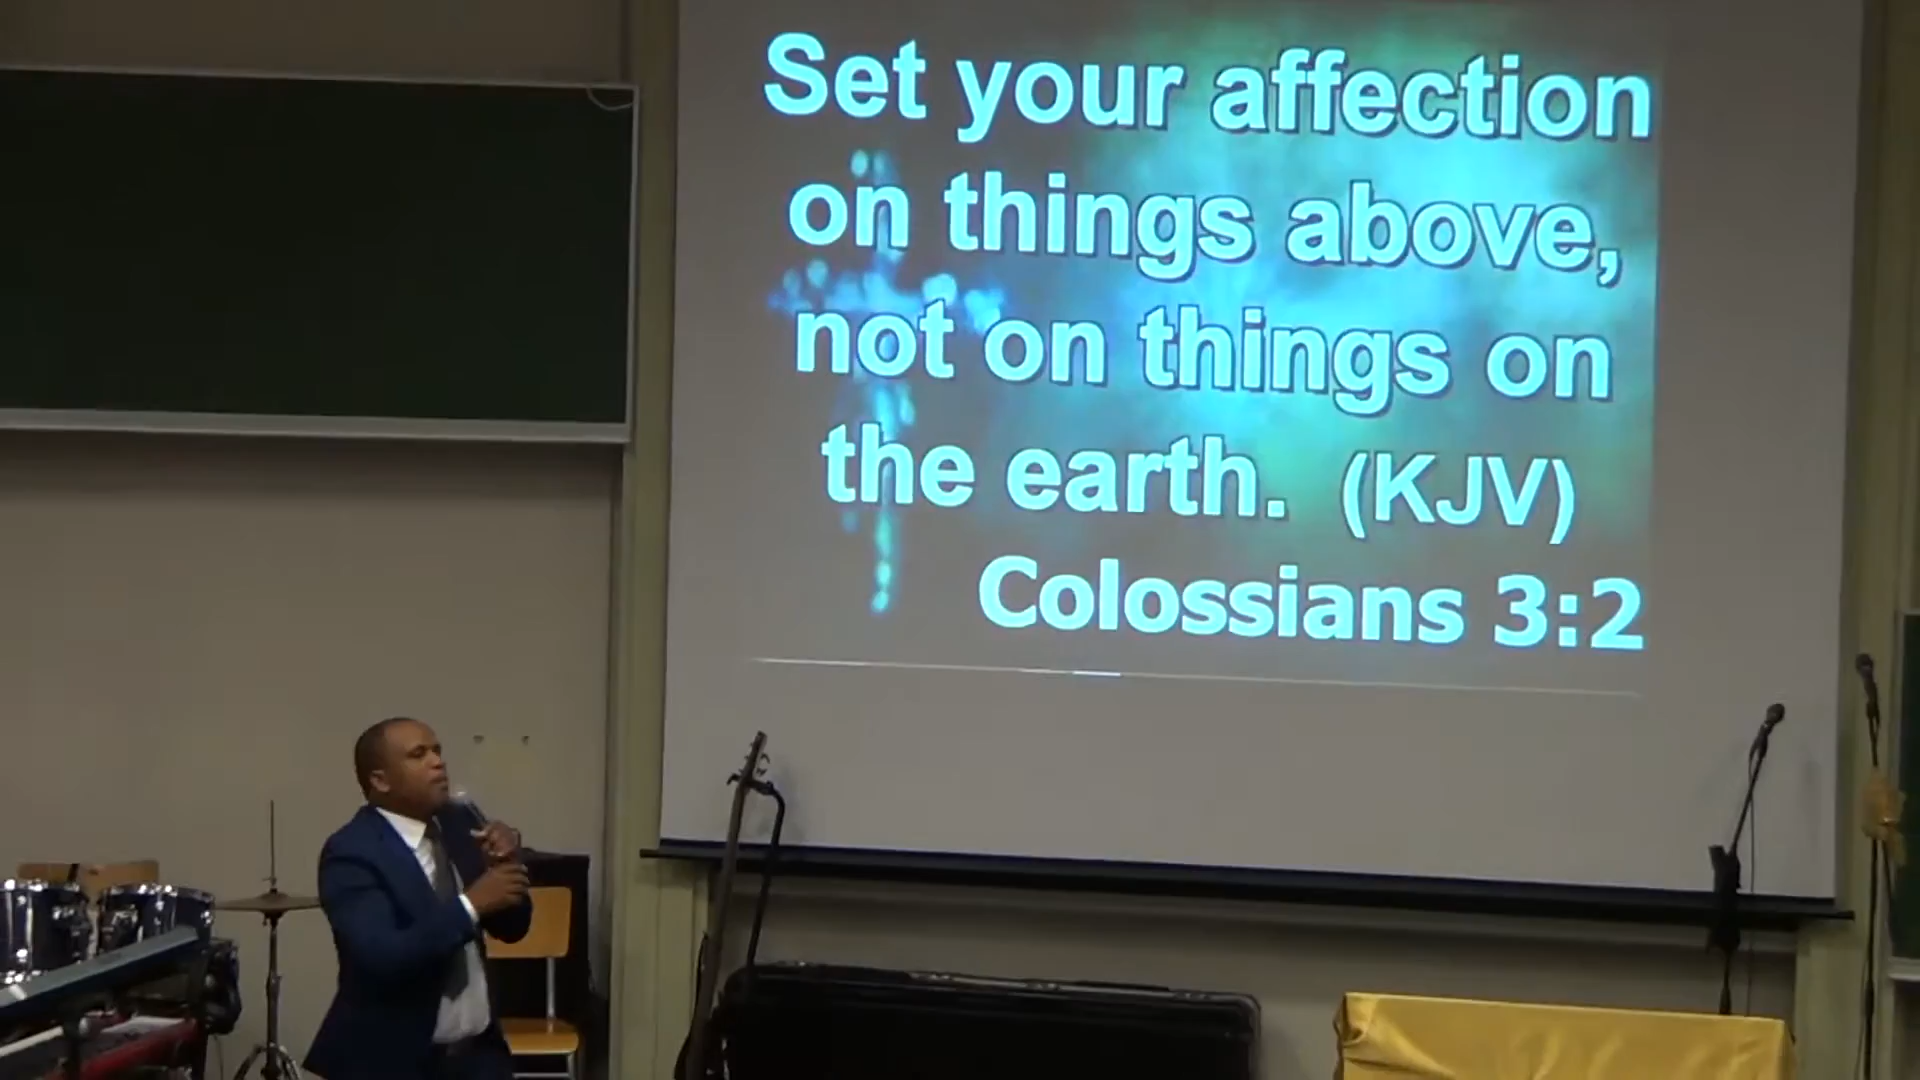 Set your affection
on things above,
not on things on
the earth. (KJV)
Colossians 3:2